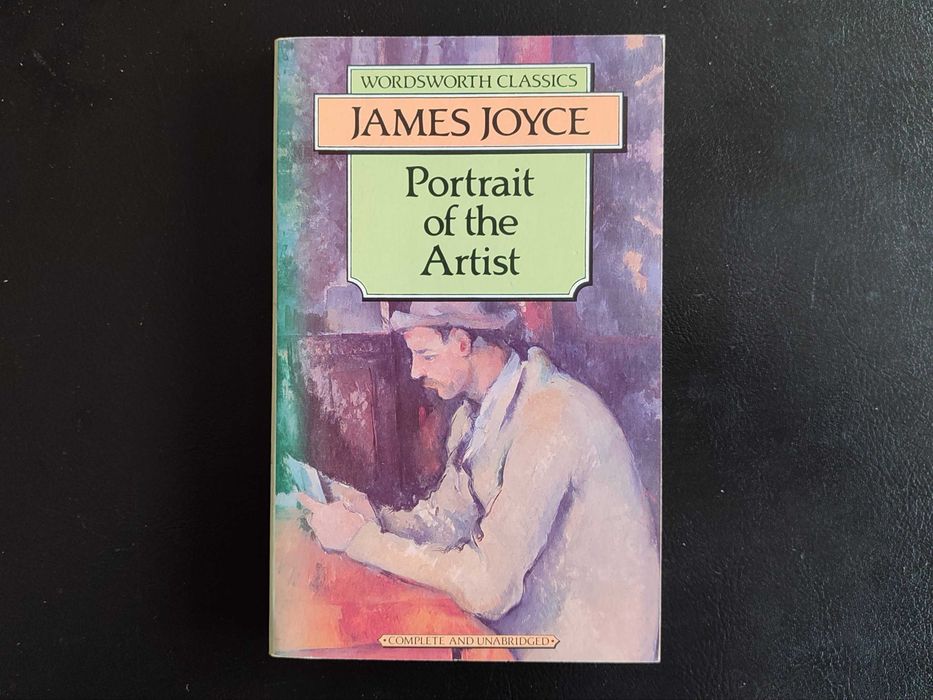 WORDSWORTH CLASSICS
JAMES JOYCE
Portrait
of the
Artist
•COMPLETE AND UNABRIDGED•